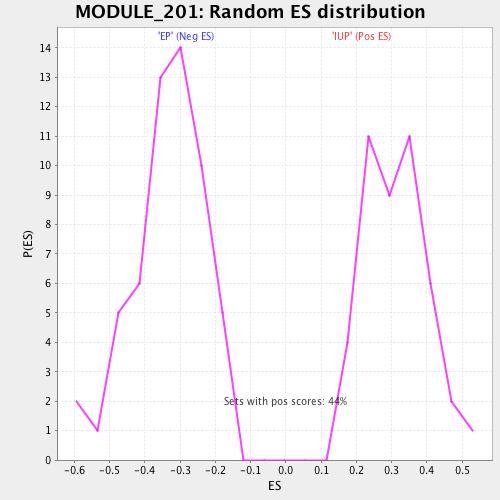 MODULE_201: Random ES distribution
'EP' (Neg ES) 'IUP' (Pos ES)
14
13
12
11
10
9
8
7
6
5
4
3
2
1
0
P(ES)
Sets with pos scores: 44%
-0.6 -0.5 -0.4 -0.3 -0.2 -0.1 0.0 0.1 0.2 0.3 0.4 0.5
ES